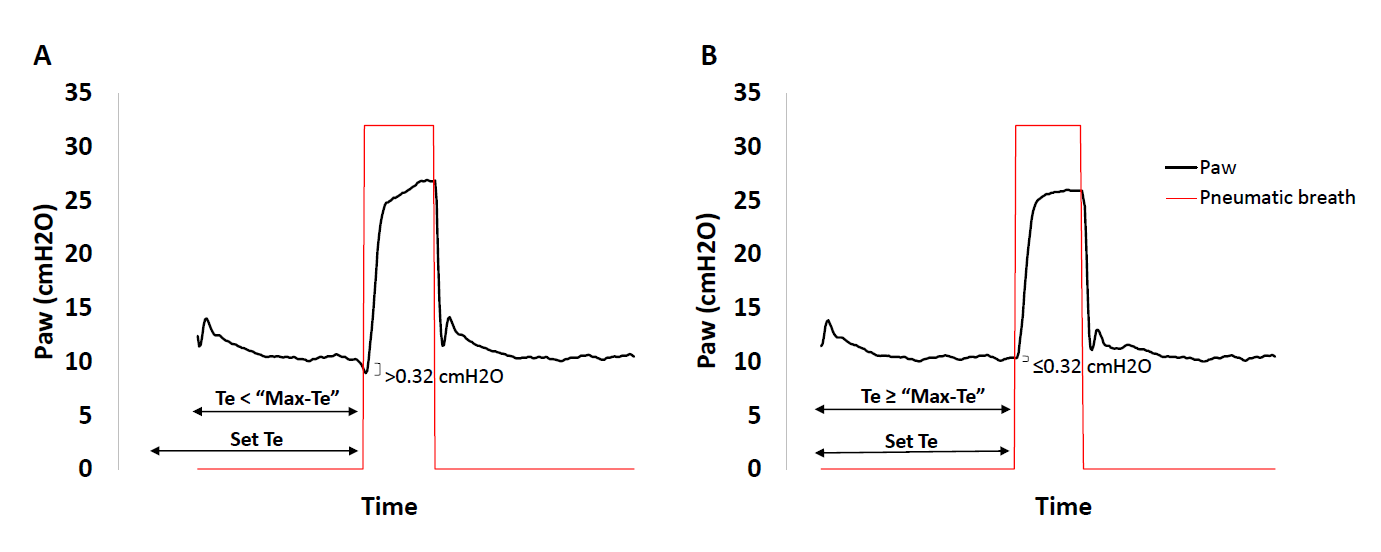 A
Paw (cmH2O)
35
30
25
20
15
10
5
0
>0.32 cmH2O
Te < “Max-Te”
Set Te
Time
B
Paw (cmH2O)
35
30
25
20
15
10
5
0
≤0.32 cmH2O
Te ≥ “Max-Te”
Set Te
Time
Paw
Pneumatic breath